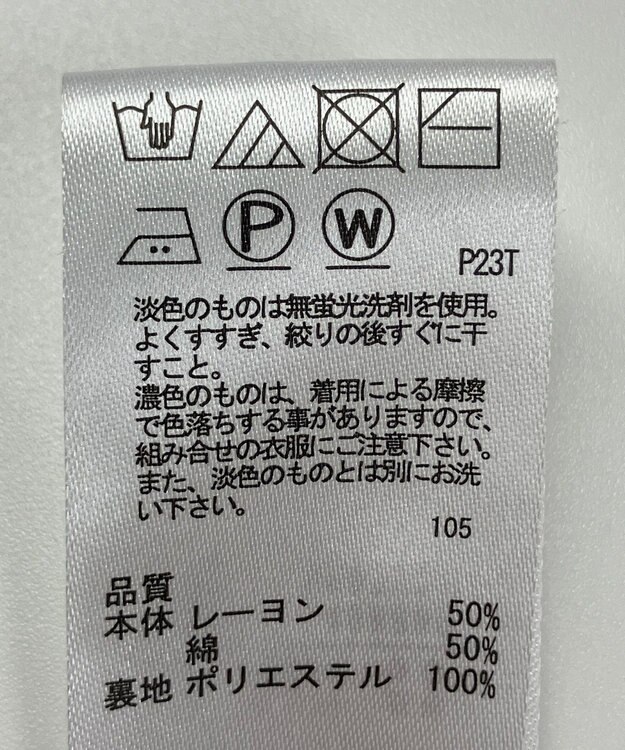 P W P23T
淡色のものは無蛍光洗剤を使用。
よくすすぎ、絞りの後すぐに干
すこと。
濃色のものは、着用による摩擦
で色落ちする事がありますので、
組み合せの衣服にご注意下さい。
また、淡色のものとは別にお洗
い下さい。
105
品質
本体 レーヨン 50%
綿 50%
裏地 ポリエステル 100%